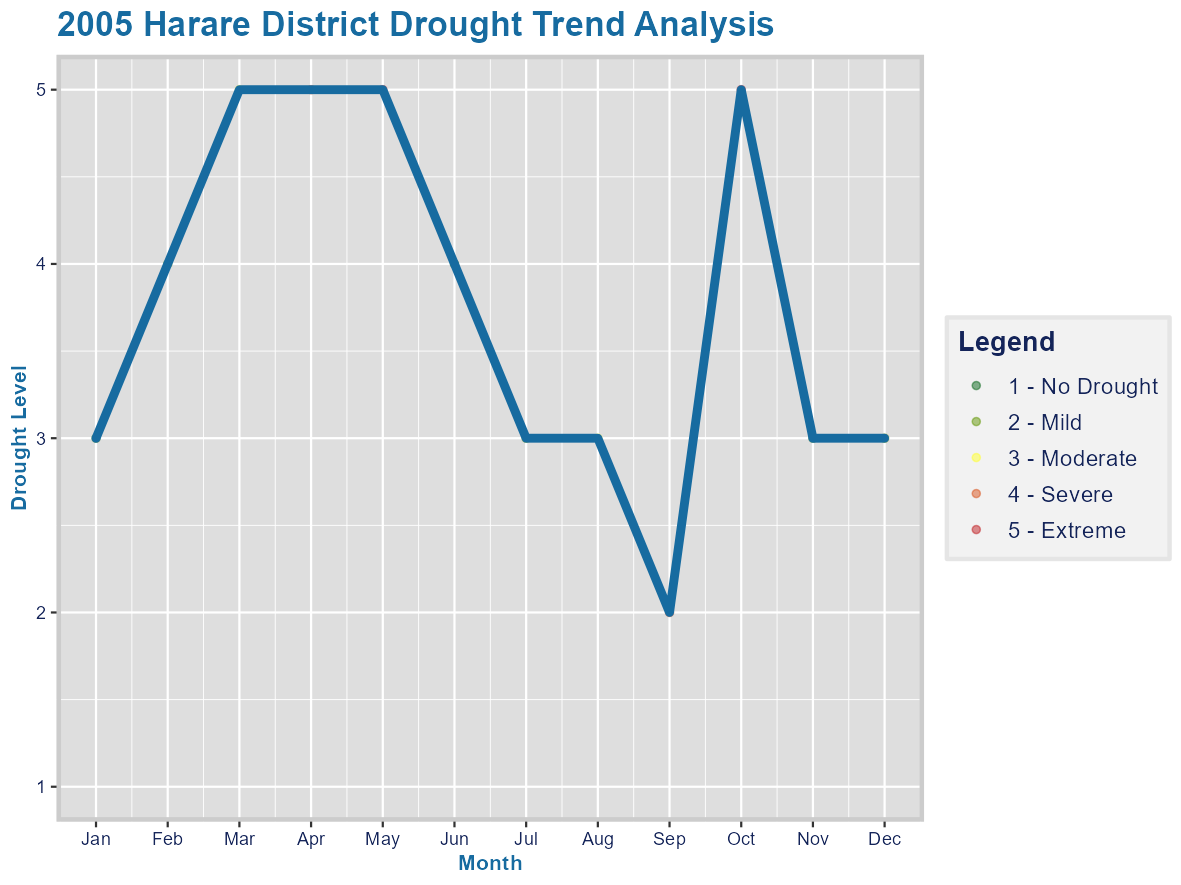 2005 Harare District Drought Trend Analysis
Drought Level
5
4
3
2
1
Jan Feb Mar Apr May Jun Jul Aug Sep Oct Nov Dec
Month
Legend
1 - No Drought
2 - Mild
3 - Moderate
4 - Severe
5 - Extreme